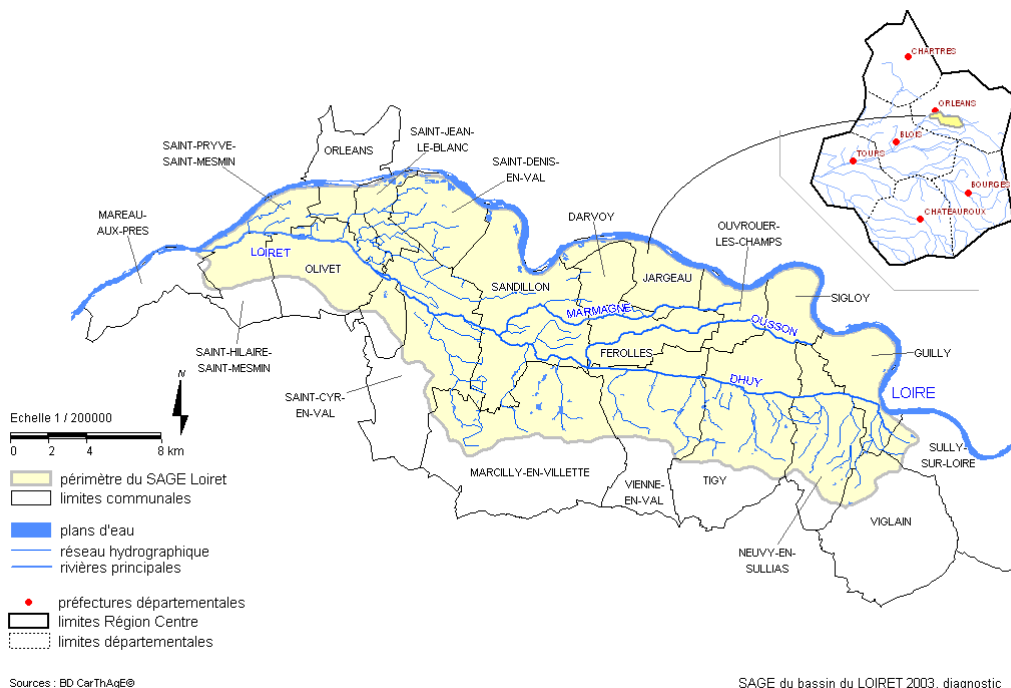 CHARTRES
ORLEANS
BLOIS
TOURS
BOURGES
CHATEAUROUX
SAINT-JEAN-
LE-BLANC
ORLEANS
SAINT-PRYVE-
SAINT-MESMIN
SAINT-DENIS-
EN-VAL
MAREAU-
AUX-PRES
DARVOY
OUVROUER-
LES-CHAMPS
LOIRET
OLIVET
SANDILLON
JARGEAU
SIGLOY
MARMAGNE
OUSSON
GUILLY
FEROLLES
SAINT-HILAIRE-
SAINT-MESMIN
DHUY
LOIRE
SAINT-CYR-
EN-VAL
N
SULLY-
SUR-LOIRE
MARCILLY-EN-VILLETTE
VIENNE-
EN-VAL
TIGY
VIGLAIN
NEUVY-EN-
SULLIAS
Echelle 1 / 200000
0 2 4 8 km
périmètre du SAGE Loiret
limites communales
plans d'eau
réseau hydrographique
rivières principales
préfectures départementales
limites Région Centre
limites départementales
Sources : BD CarThAgE©
SAGE du bassin du LOIRET 2003, diagnostic